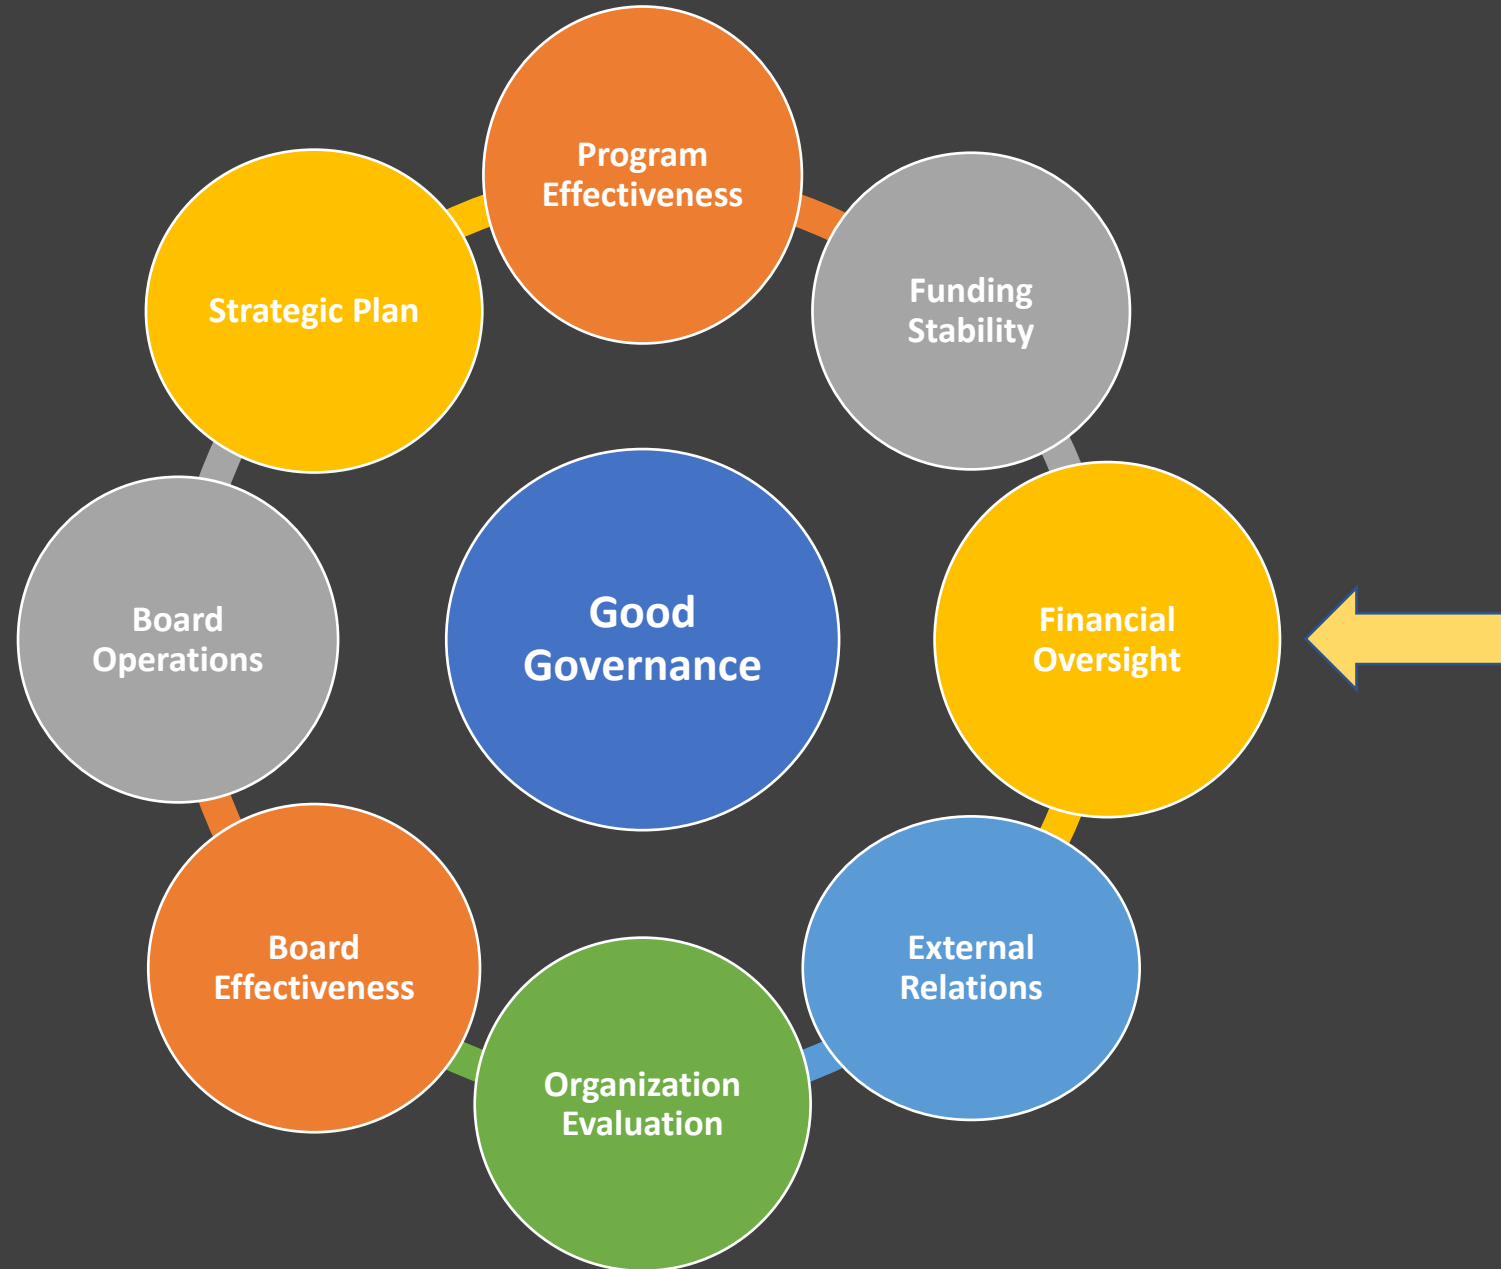 Program
Effectiveness
Strategic Plan
Funding
Stability
Good
Governance
Board
Operations
Financial
Oversight
Board
Effectiveness
External
Relations
Organization
Evaluation